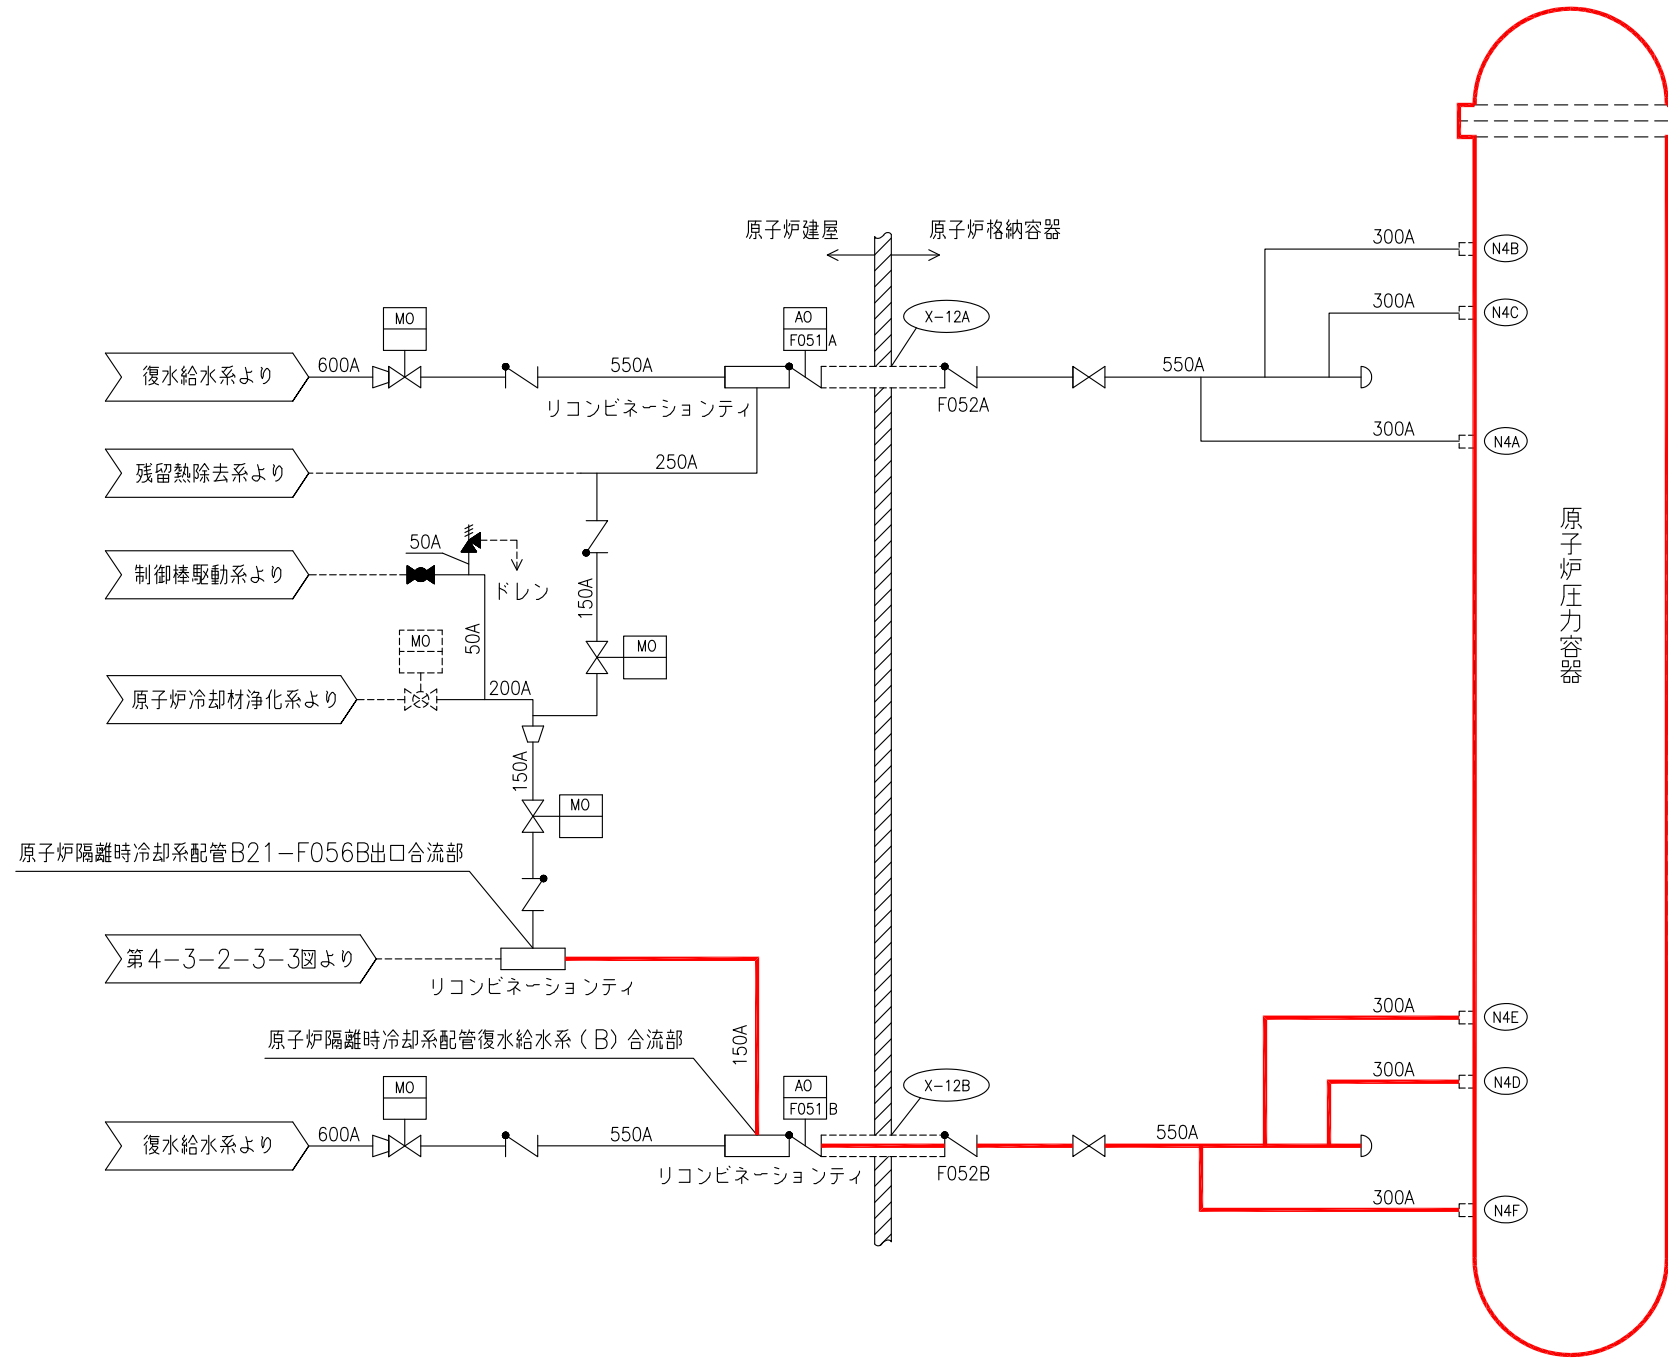 原子炉建屋
原子炉格納容器
300A
N4B
300A
N4C
MO
AO
F051A
X-12A
復水給水系より
600A
550A
550A
リコンビネーションティ
F052A
300A
N4A
残留熱除去系より
250A
原子炉圧力容器
50A
制御棒駆動系より
ドレン
150A
50A
MO
MO
原子炉冷却材浄化系より
200A
150A
MO
原子炉隔離時冷却系配管B21-F056B出口合流部
第4-3-2-3-3図より
リコンビネーションティ
300A
N4E
原子炉隔離時冷却系配管復水給水系(B)合流部
150A
300A
N4D
MO
AO
F051B
X-12B
復水給水系より
600A
550A
550A
リコンビネーションティ
F052B
300A
N4F